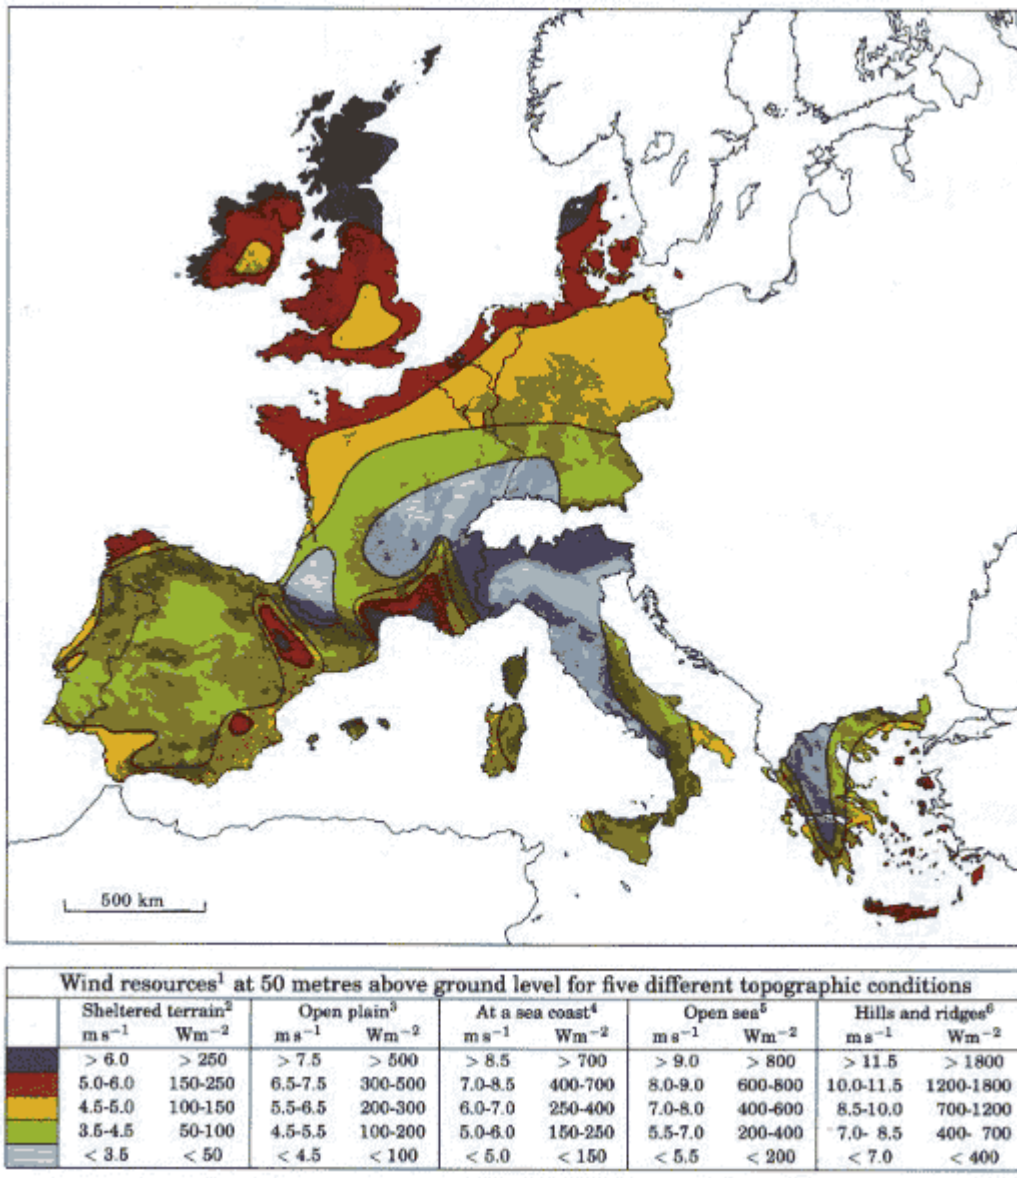 500 km
Wind resources¹ at 50 metres above ground level for five different topographic conditions
Sheltered terrain² Open plain³ At a sea coast⁴ Open sea⁵ Hills and ridges⁶
m s⁻¹ Wm⁻² m s⁻¹ Wm⁻² m s⁻¹ Wm⁻² m s⁻¹ Wm⁻² m s⁻¹ Wm⁻²
> 6.0 > 250 > 7.5 > 500 > 8.5 > 700 > 9.0 > 800 > 11.5 > 1800
5.0-6.0 150-250 6.5-7.5 300-500 7.0-8.5 400-700 8.0-9.0 600-800 10.0-11.5 1200-1800
4.5-5.0 100-150 5.5-6.5 200-300 6.0-7.0 250-400 7.0-8.0 400-600 8.5-10.0 700-1200
3.5-4.5 50-100 4.5-5.5 100-200 5.0-6.0 150-250 5.5-7.0 200-400 7.0- 8.5 400- 700
< 3.5 < 50 < 4.5 < 100 < 5.0 < 150 < 5.5 < 200 < 7.0 < 400